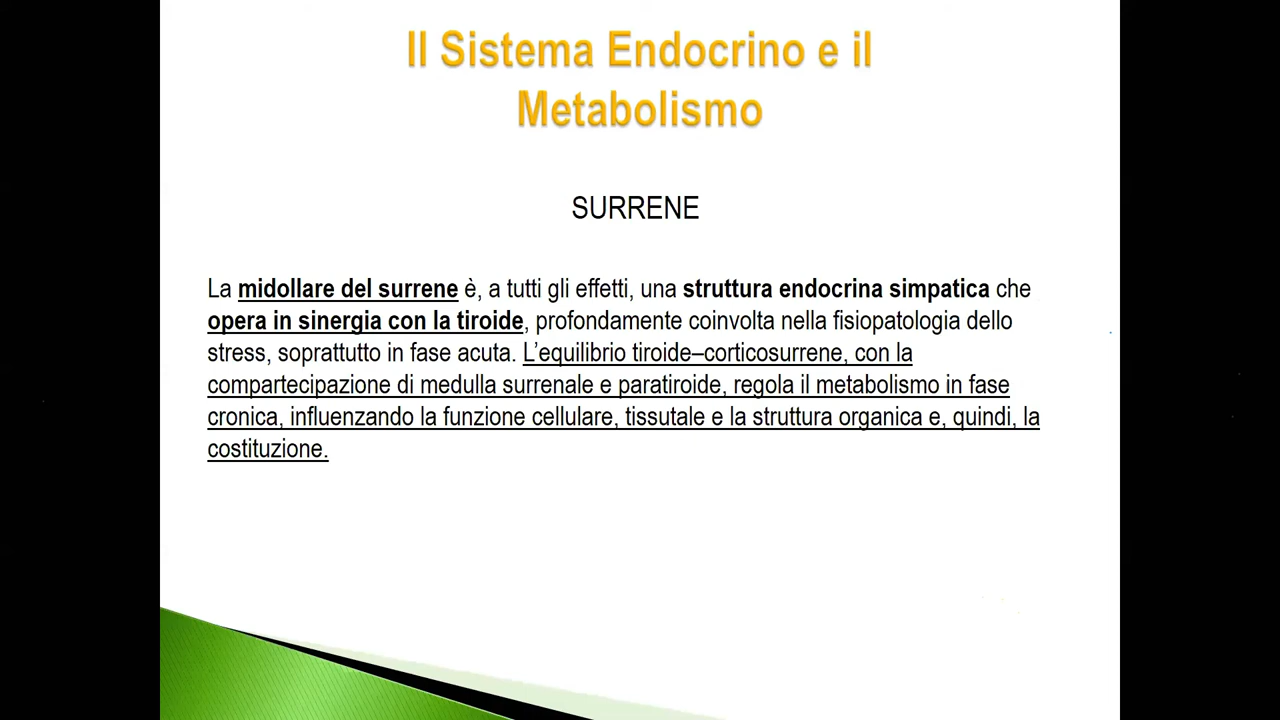 Il Sistema Endocrino e il
Metabolismo
SURRENE
La midollare del surrene è, a tutti gli effetti, una struttura endocrina simpatica che
opera in sinergia con la tiroide, profondamente coinvolta nella fisiopatologia dello
stress, soprattutto in fase acuta. L’equilibrio tiroide–corticosurrene, con la
compartecipazione di medulla surrenale e paratiroide, regola il metabolismo in fase
cronica, influenzando la funzione cellulare, tissutale e la struttura organica e, quindi, la
costituzione.